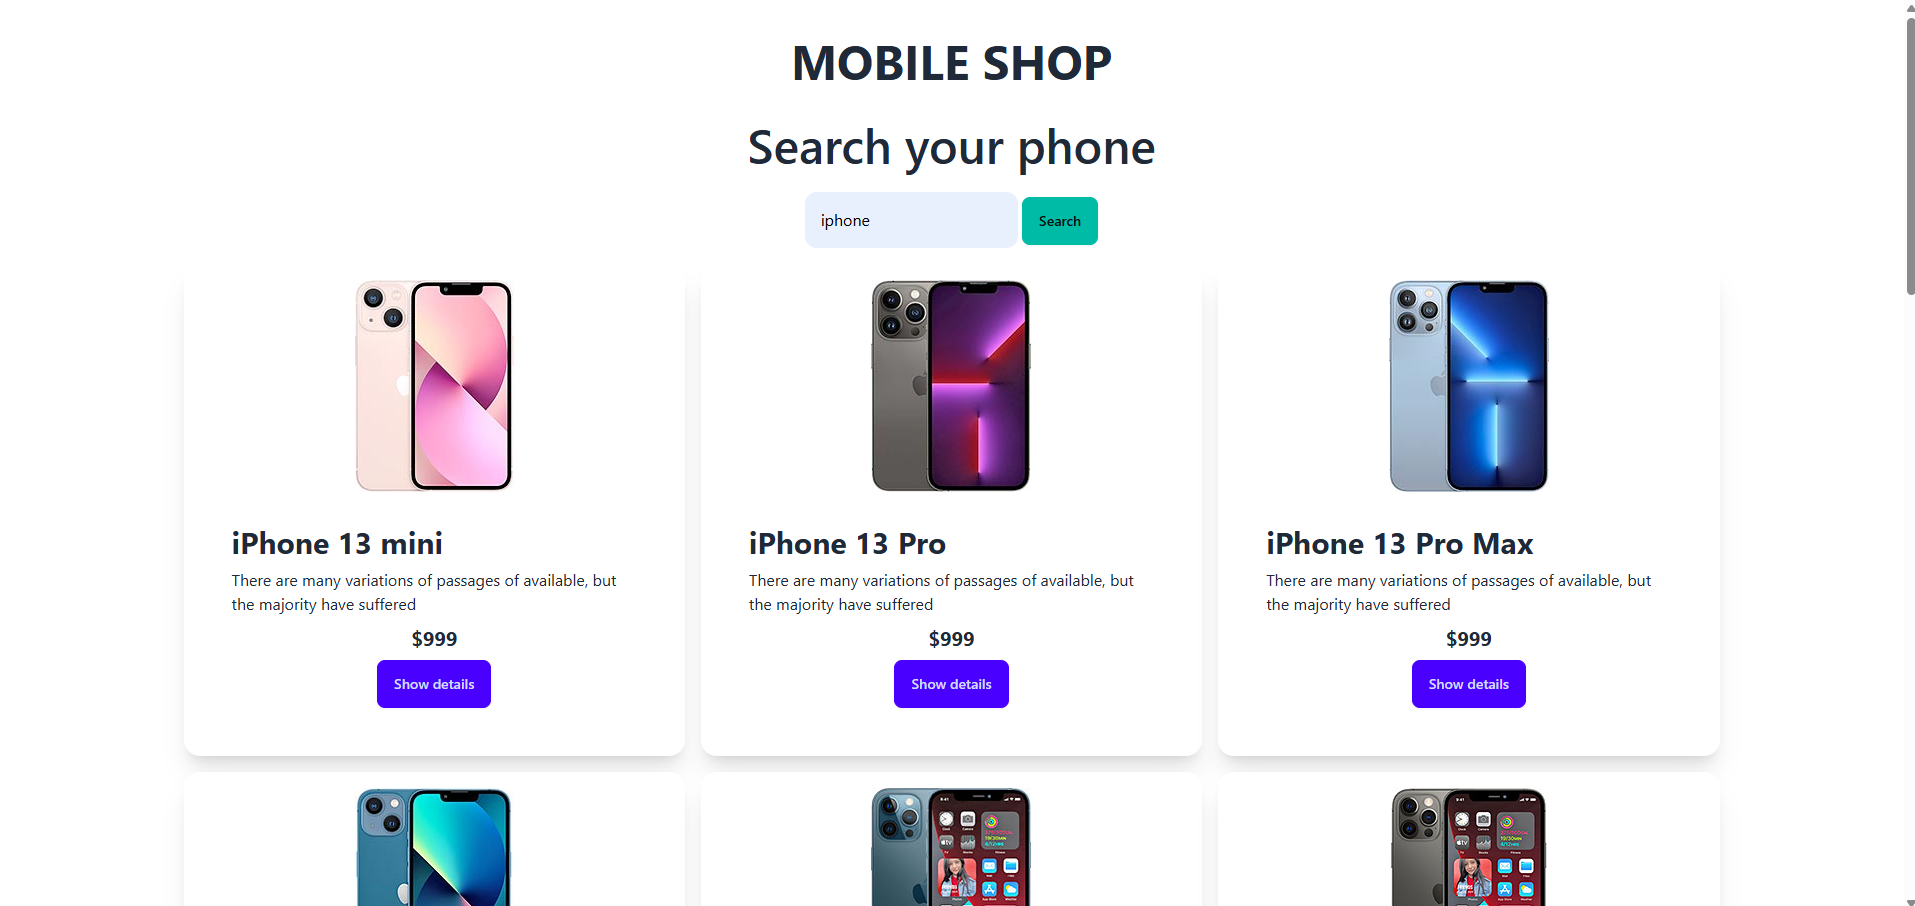 MOBILE SHOP
Search your phone
iphone
Search
iPhone 13 mini
There are many variations of passages of available, but
the majority have suffered
$999
Show details
iPhone 13 Pro
There are many variations of passages of available, but
the majority have suffered
$999
Show details
iPhone 13 Pro Max
There are many variations of passages of available, but
the majority have suffered
$999
Show details